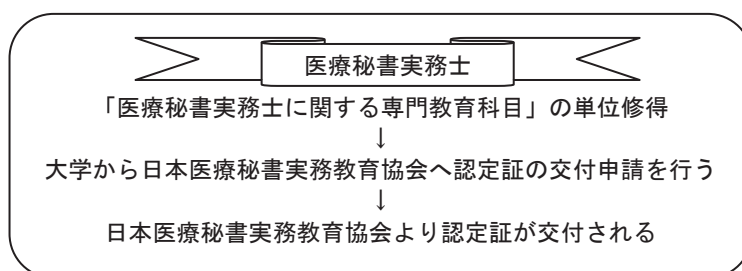 医療秘書実務士
「医療秘書実務士に関する専門教育科目」の単位修得
↓
大学から日本医療秘書実務教育協会へ認定証の交付申請を行う
↓
日本医療秘書実務教育協会より認定証が交付される